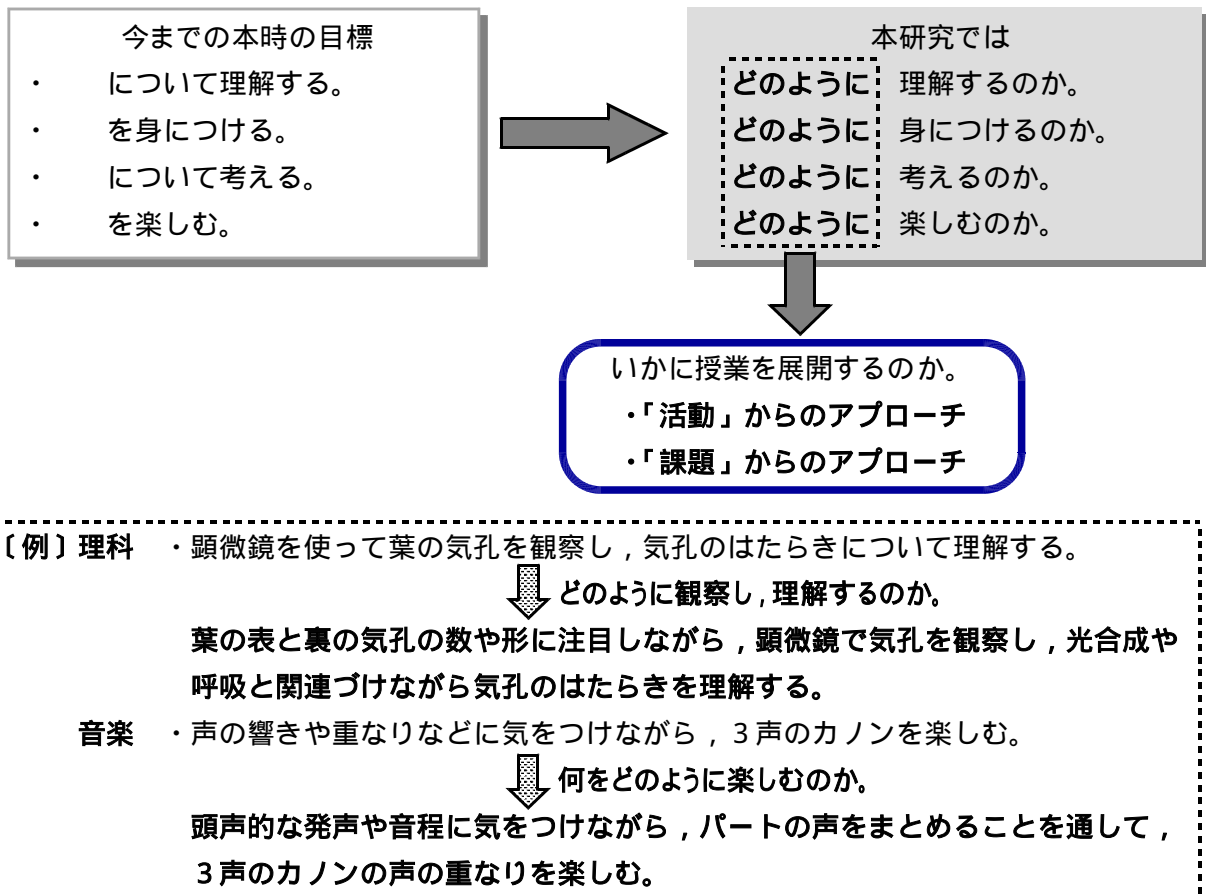 今までの本時の目標
・　　について理解する。
・　　を身につける。
・　　について考える。
・　　を楽しむ。
本研究では
どのように 理解するのか。
どのように 身につけるのか。
どのように 考えるのか。
どのように 楽しむのか。
いかに授業を展開するのか。
・「活動」からのアプローチ
・「課題」からのアプローチ
〔例〕理科　・顕微鏡を使って葉の気孔を観察し，気孔のはたらきについて理解する。
どのように観察し，理解するのか。
葉の表と裏の気孔の数や形に注目しながら，顕微鏡で気孔を観察し，光合成や
呼吸と関連づけながら気孔のはたらきを理解する。
音楽　・声の響きや重なりなどに気をつけながら，３声のカノンを楽しむ。
何をどのように楽しむのか。
頭声的な発声や音程に気をつけながら，パートの声をまとめることを通して，
３声のカノンの声の重なりを楽しむ。